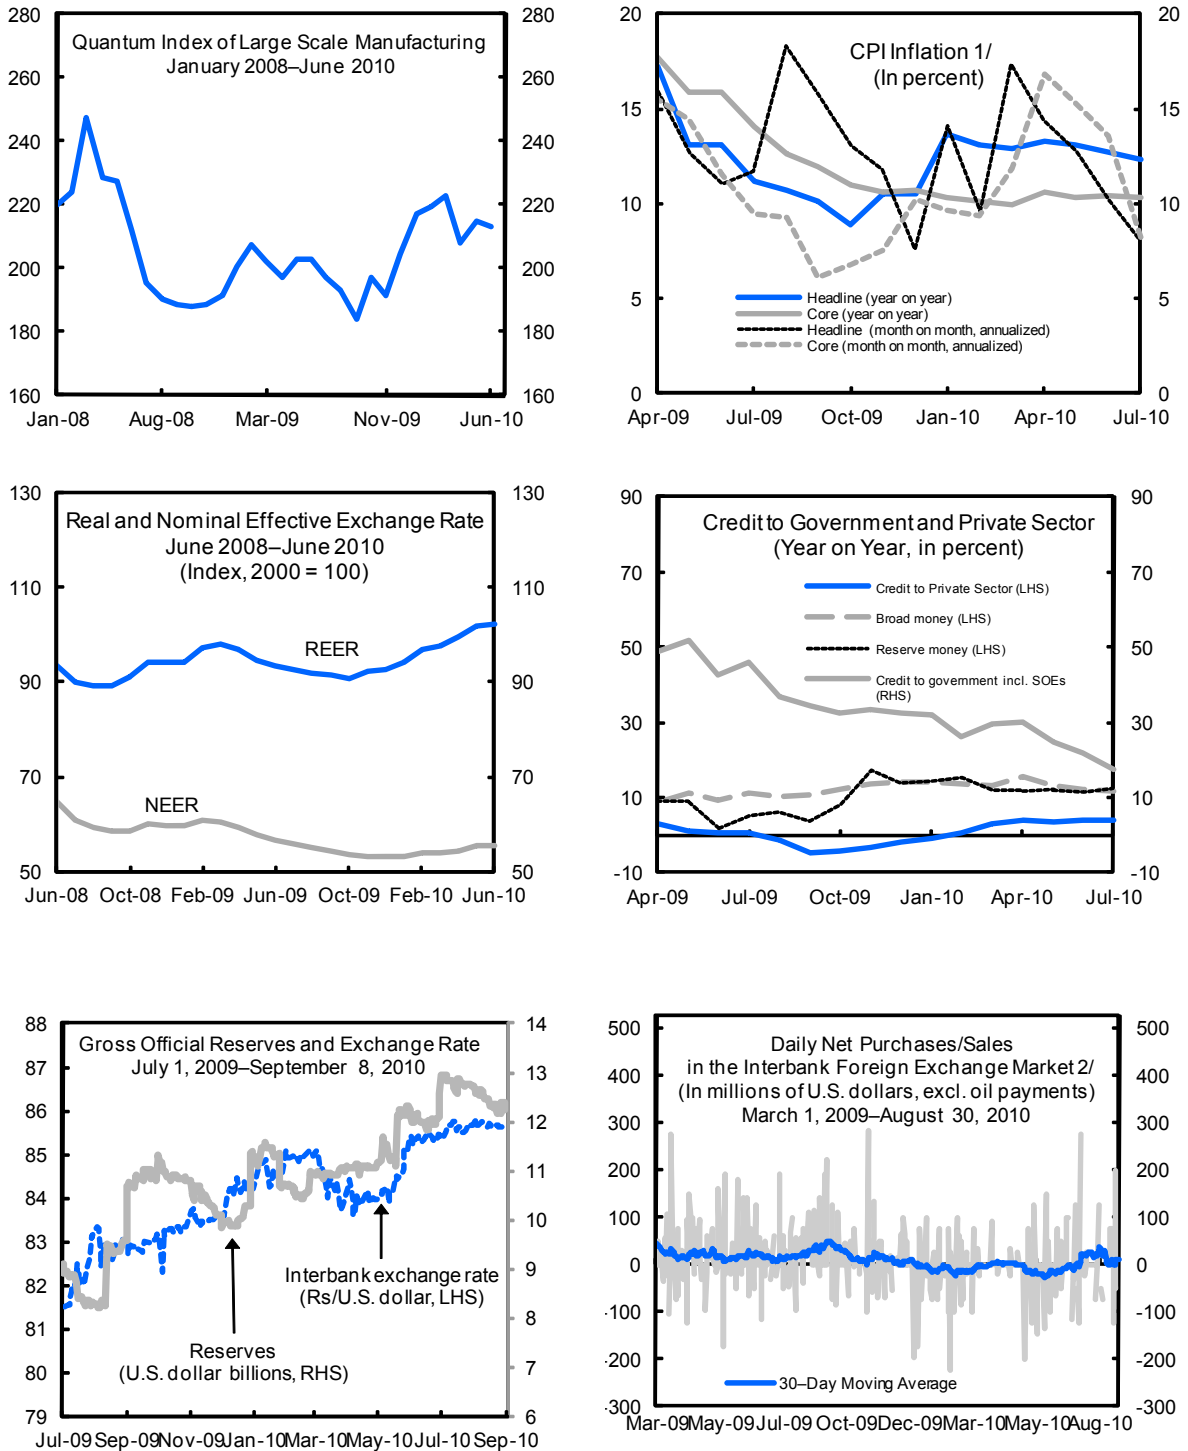 Quantum Index of Large Scale Manufacturing
January 2008–June 2010
280 280
260 260
240 240
220 220
200 200
180 180
160 160
Jan-08 Aug-08 Mar-09 Nov-09 Jun-10
CPI Inflation 1/
(In percent)
20 20
15 15
10 10
5 5
0 0
Headline (year on year)
Core (year on year)
Headline (month on month, annualized)
Core (month on month, annualized)
Apr-09 Jul-09 Oct-09 Jan-10 Apr-10 Jul-10
Real and Nominal Effective Exchange Rate
June 2008–June 2010
(Index, 2000 = 100)
130 130
110 110
90 90
70 70
50 50
REER
NEER
Jun-08 Oct-08 Feb-09 Jun-09 Oct-09 Feb-10 Jun-10
Credit to Government and Private Sector
(Year on Year, in percent)
90 90
70 70
50 50
30 30
10 10
-10 -10
Credit to Private Sector (LHS)
Broad money (LHS)
Reserve money (LHS)
Credit to government incl. SOEs
(RHS)
Apr-09 Jul-09 Oct-09 Jan-10 Apr-10 Jul-10
Gross Official Reserves and Exchange Rate
July 1, 2009–September 8, 2010
88 14
87 13
86 12
85 11
84 10
83 9
82 8
81 7
80 6
79
Interbank exchange rate
(Rs/U.S. dollar, LHS)
Reserves
(U.S. dollar billions, RHS)
Jul-09 Sep-09 Nov-09 Jan-10 Mar-10 May-10 Jul-10 Sep-10
Daily Net Purchases/Sales
in the Interbank Foreign Exchange Market 2/
(In millions of U.S. dollars, excl. oil payments)
March 1, 2009–August 30, 2010
500 500
400 400
300 300
200 200
100 100
0 0
-100 -100
-200 -200
-300 -300
30–Day Moving Average
Mar-09 May-09 Jul-09 Oct-09 Dec-09 Mar-10 May-10 Aug-10